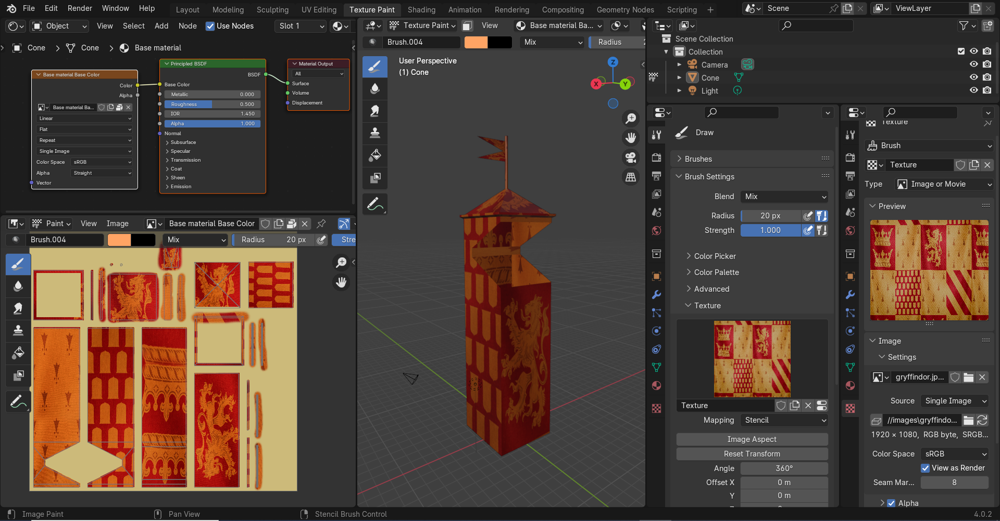 File Edit Render Window Help Layout Modeling Sculpting UV Editing Texture Paint Shading Animation Rendering Compositing Geometry Nodes Scripting + Scene ViewLayer
Object View Select Add Node Use Nodes Slot 1
Cone > Cone > Base material
Base material Base Color
Color
Alpha
Base material Ba...
Linear
Flat
Repeat
Single Image
Color Space sRGB
Alpha Straight
Vector
Principled BSDF
BSDF
Base Color
Metallic 0.000
Roughness 0.500
IOR 1.450
Alpha 1.000
Normal
Subsurface
Specular
Transmission
Coat
Sheen
Emission
Material Output
All
Surface
Volume
Displacement
Paint View Image Base material Base Color
Brush.004 Mix Radius 20 px Stre
Texture Paint View Base material Ba...
Brush.004 Mix Radius 2
User Perspective
(1) Cone
Z
X Y
Scene Collection
Collection
Camera
Cone
Light
Draw
Brushes
Brush Settings
Blend Mix
Radius 20 px
Strength 1.000
Color Picker
Color Palette
Advanced
Texture
Texture
Mapping Stencil
Image Aspect
Reset Transform
Angle 360°
Offset X 0 m
Y 0 m
Texture
Brush
Texture
Type Image or Movie
Preview
Image
Settings
gryffindor.jp...
Source Single Image
//images\gryffindo...
1920 × 1080, RGB byte, SRGB...
Color Space sRGB
View as Render
Seam Mar... 8
Alpha
Image Paint Pan View Stencil Brush Control 4.0.2